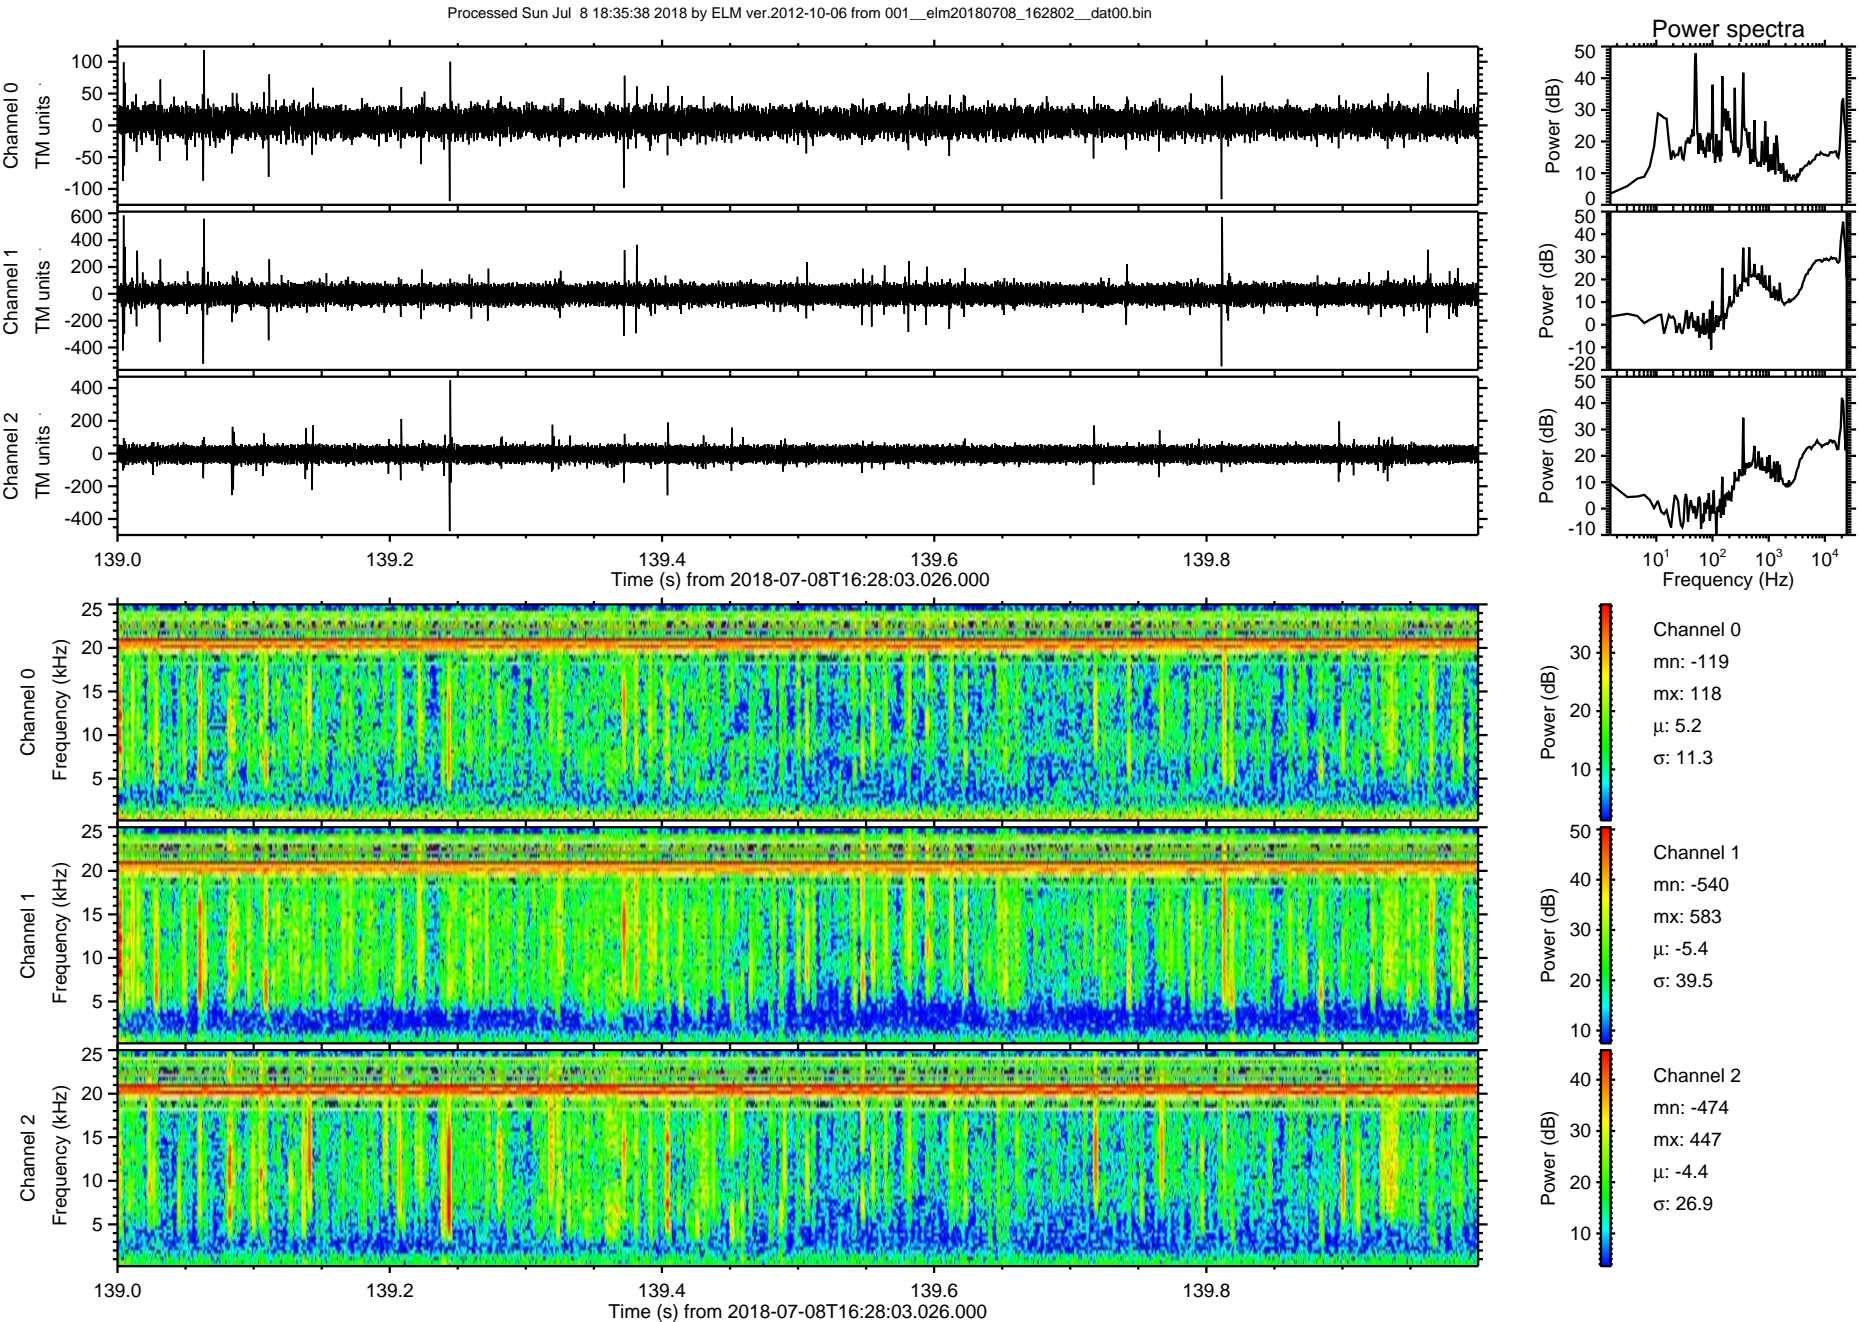 Processed Sun Jul  8 18:35:38 2018 by ELM ver.2012-10-06 from 001__elm20180708_162802__dat00.bin
Power spectra
Channel 0
TM units
100
50
0
-50
-100
Power (dB)
50
40
30
20
10
0
Channel 1
TM units
600
400
200
0
-200
-400
Power (dB)
50
40
30
20
10
0
-10
-20
Channel 2
TM units
400
200
0
-200
-400
Power (dB)
50
40
30
20
10
0
-10
139.0 139.2 139.4 139.6 139.8
Time (s) from 2018-07-08T16:28:03.026.000
10¹ 10² 10³ 10⁴
Frequency (Hz)
Channel 0
Frequency (kHz)
25
20
15
10
5
Power (dB)
30
20
10
Channel 0
mn: -119
mx: 118
μ: 5.2
σ: 11.3
Channel 1
Frequency (kHz)
25
20
15
10
5
Power (dB)
50
40
30
20
10
Channel 1
mn: -540
mx: 583
μ: -5.4
σ: 39.5
Channel 2
Frequency (kHz)
25
20
15
10
5
Power (dB)
40
30
20
10
Channel 2
mn: -474
mx: 447
μ: -4.4
σ: 26.9
139.0 139.2 139.4 139.6 139.8
Time (s) from 2018-07-08T16:28:03.026.000